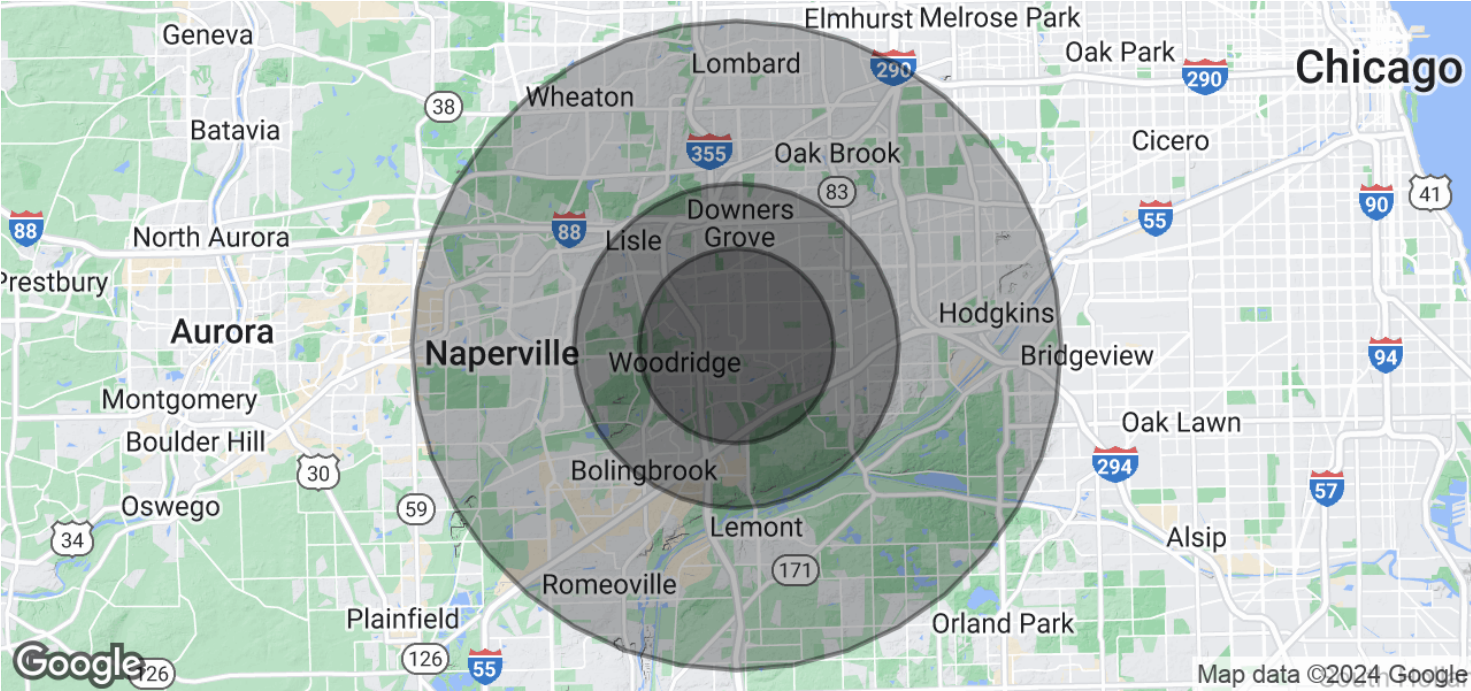 Elmhurst
Melrose Park
Geneva
Oak Park
Lombard
290
Chicago
290
Wheaton
38
Batavia
Cicero
355
Oak Brook
83
41
90
Downers
Grove
55
88
88
North Aurora
Lisle
Prestbury
Hodgkins
Aurora
Naperville
Woodridge
Bridgeview
94
Montgomery
Oak Lawn
Boulder Hill
30
Bolingbrook
294
57
Oswego
59
Lemont
34
Alsip
171
Romeoville
Plainfield
Orland Park
126
55
Google
126
Map data ©2024 Google